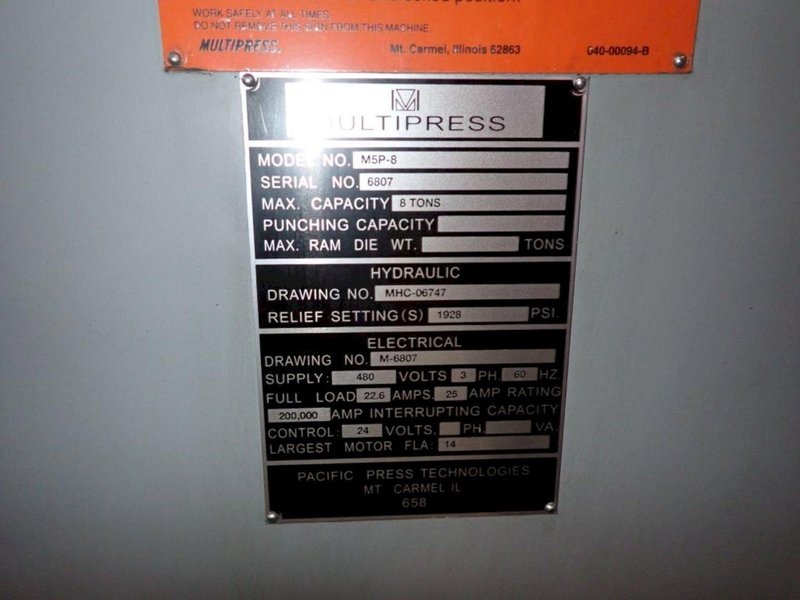 WORK SAFELY AT ALL TIMES
DO NOT REMOVE THIS SIGN FROM THIS MACHINE.
MULTIPRESS. Mt. Carmel, Illinois 62863 040-00094-B
MULTIPRESS
MODEL NO. M5P-8
SERIAL NO. 6807
MAX. CAPACITY 8 TONS
PUNCHING CAPACITY
MAX. RAM DIE WT. TONS
HYDRAULIC
DRAWING NO. MHC-06747
RELIEF SETTING(S) 1928 PSI.
ELECTRICAL
DRAWING NO. M-6807
SUPPLY: 480 VOLTS 3 PH. 60 HZ
FULL LOAD 22.6 AMPS. 25 AMP RATING
200,000 AMP INTERRUPTING CAPACITY
CONTROL: 24 VOLTS. PH. VA.
LARGEST MOTOR FLA: 14
PACIFIC PRESS TECHNOLOGIES
MT CARMEL IL
658